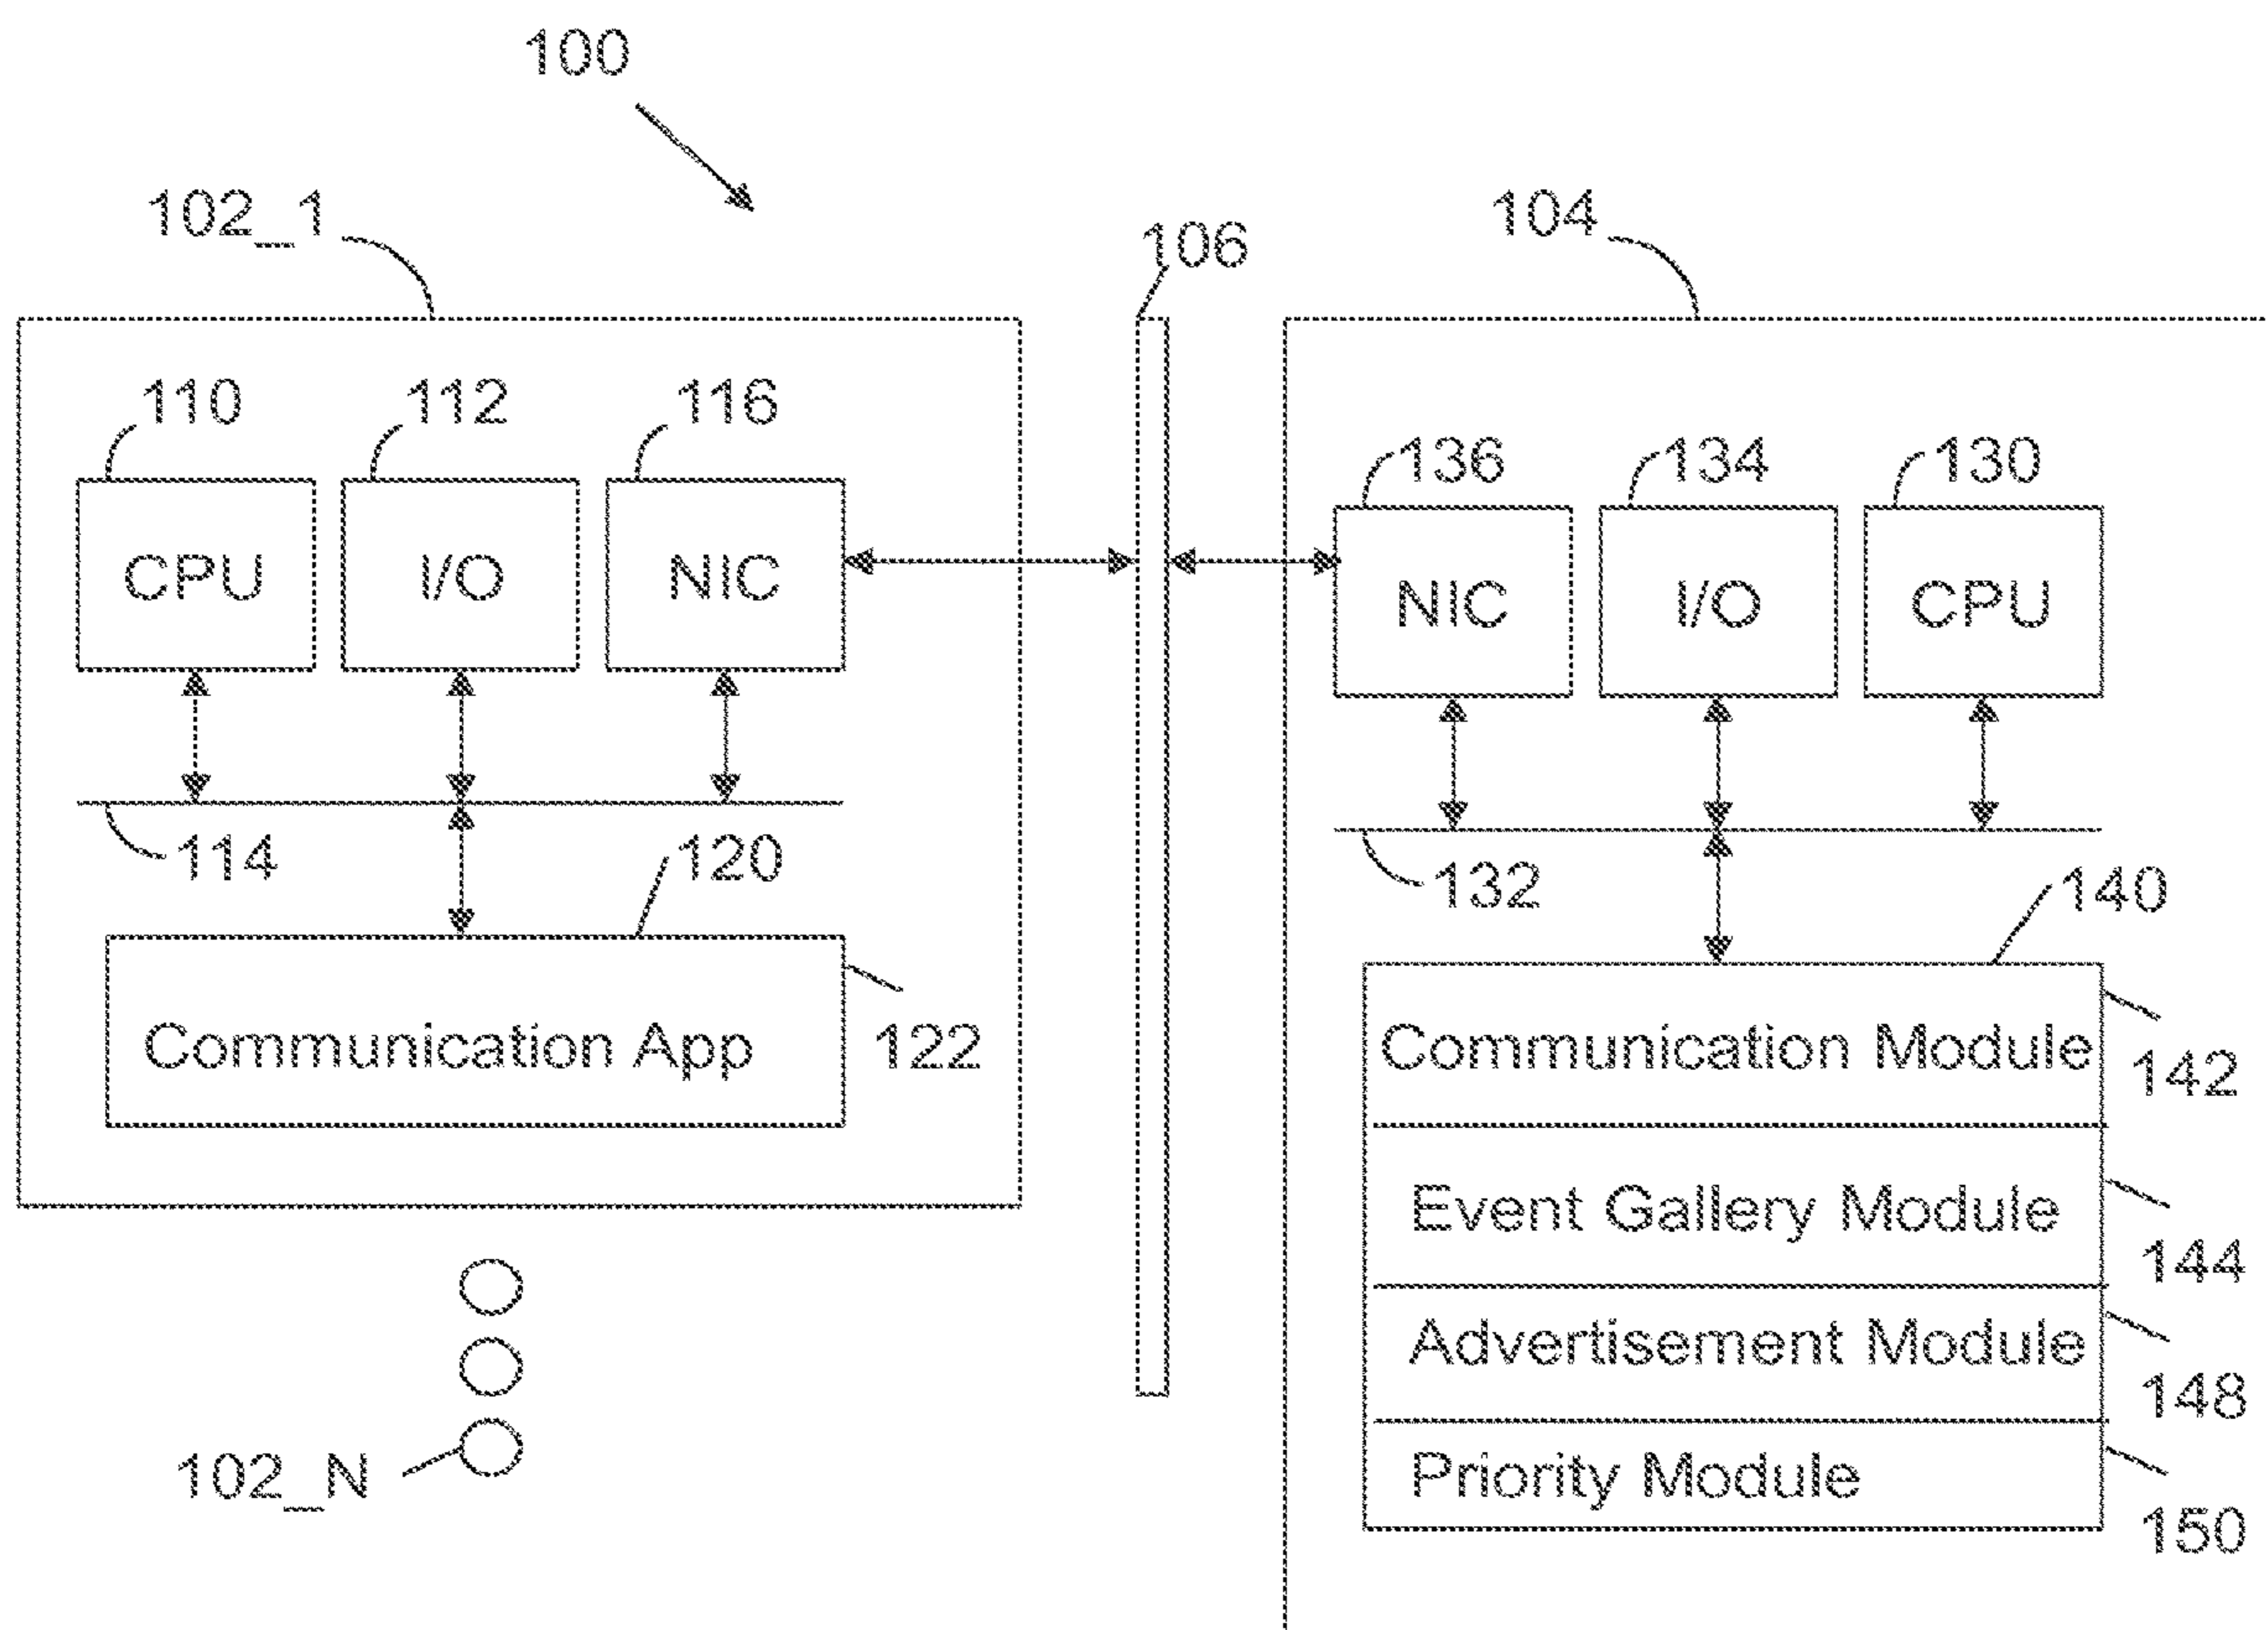 100
102_1
104
106
110
112
116
136
134
130
CPU
I/O
NIC
NIC
I/O
CPU
114
120
132
140
Communication App
122
Communication Module
142
Event Gallery Module
144
Advertisement Module
148
102_N
Priority Module
150